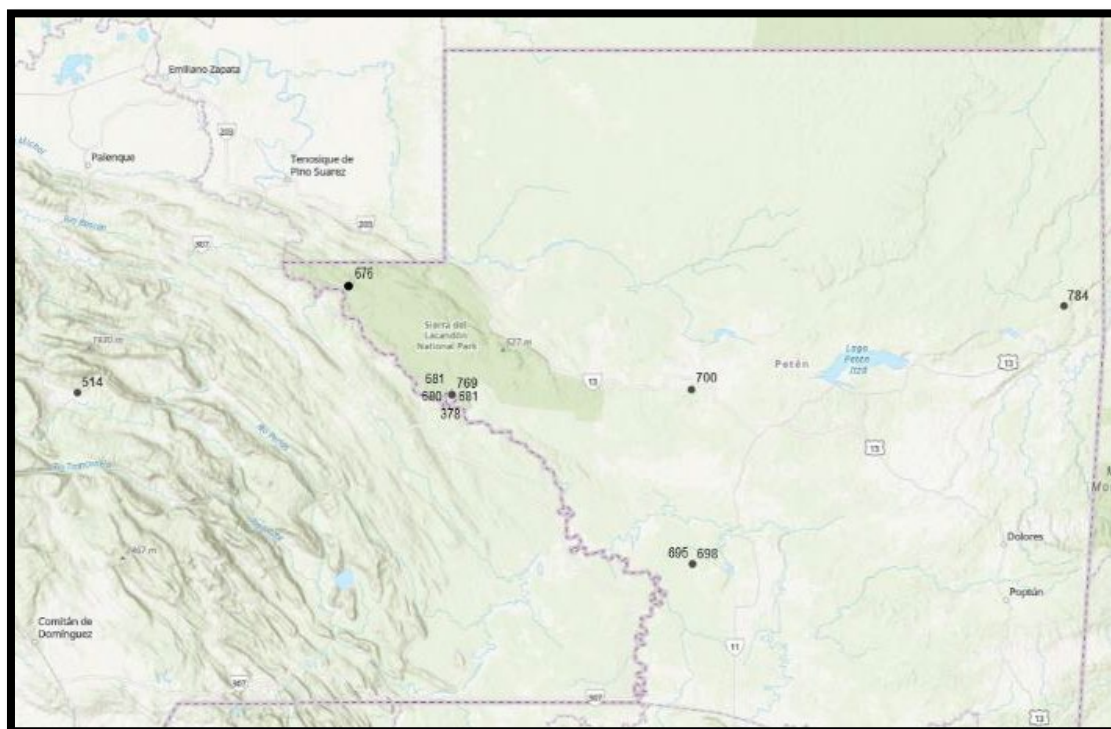 Emiliano Zapata
203
Palenque
Tenosique de
Pino Suarez
203
307
676
Sierra del
Lacandón
National Park
784
Lago
Petén
Itzá
13
Petén
13
514
681 769
700
680 681
378
13
695 698
Dolores
Poptún
Comitán de
Domínguez
11
307
307
13